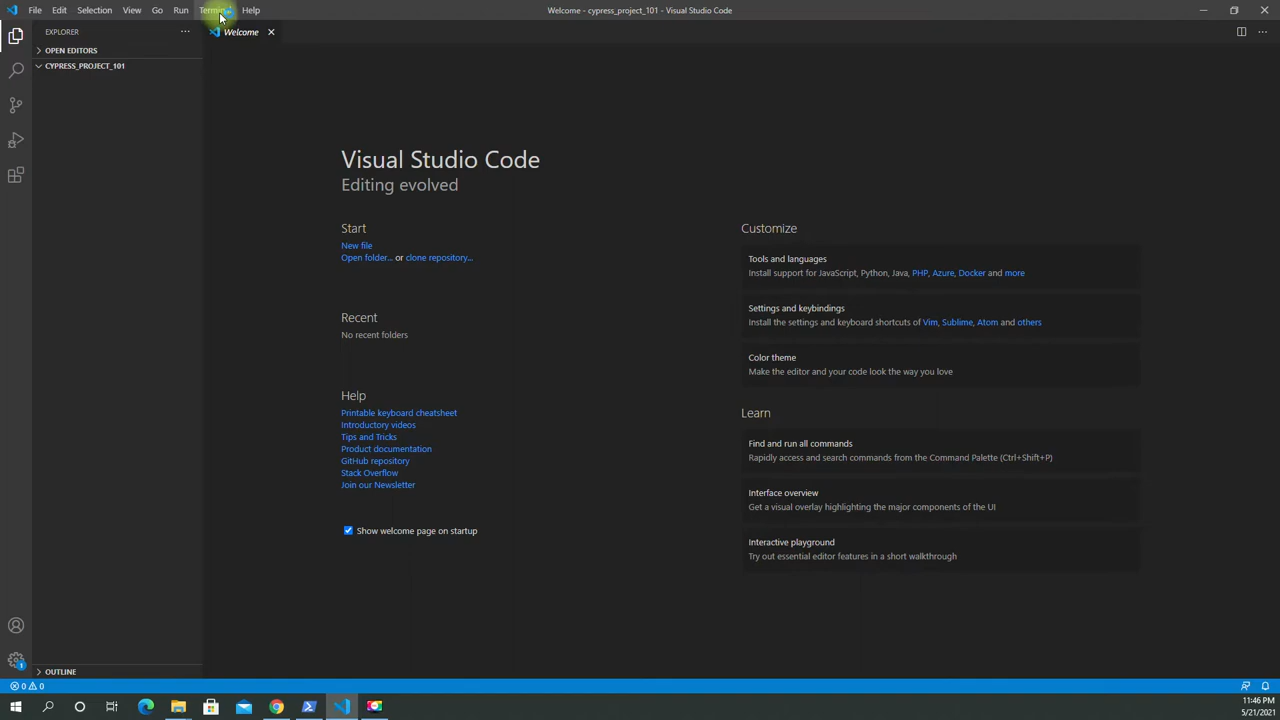 File Edit Selection View Go Run Help
Welcome - cypress_project_101 - Visual Studio Code
EXPLORER
Welcome
OPEN EDITORS
CYPRESS_PROJECT_101
Visual Studio Code
Editing evolved
Start
New file
Open folder... or clone repository...
Recent
No recent folders
Help
Printable keyboard cheatsheet
Introductory videos
Tips and Tricks
Product documentation
GitHub repository
Stack Overflow
Join our Newsletter
Show welcome page on startup
Customize
Tools and languages
Install support for JavaScript, Python, Java, PHP, Azure, Docker and more
Settings and keybindings
Install the settings and keyboard shortcuts of Vim, Sublime, Atom and others
Color theme
Make the editor and your code look the way you love
Learn
Find and run all commands
Rapidly access and search commands from the Command Palette (Ctrl+Shift+P)
Interface overview
Get a visual overlay highlighting the major components of the UI
Interactive playground
Try out essential editor features in a short walkthrough
1
OUTLINE
0 0
11:46 PM
5/21/2021